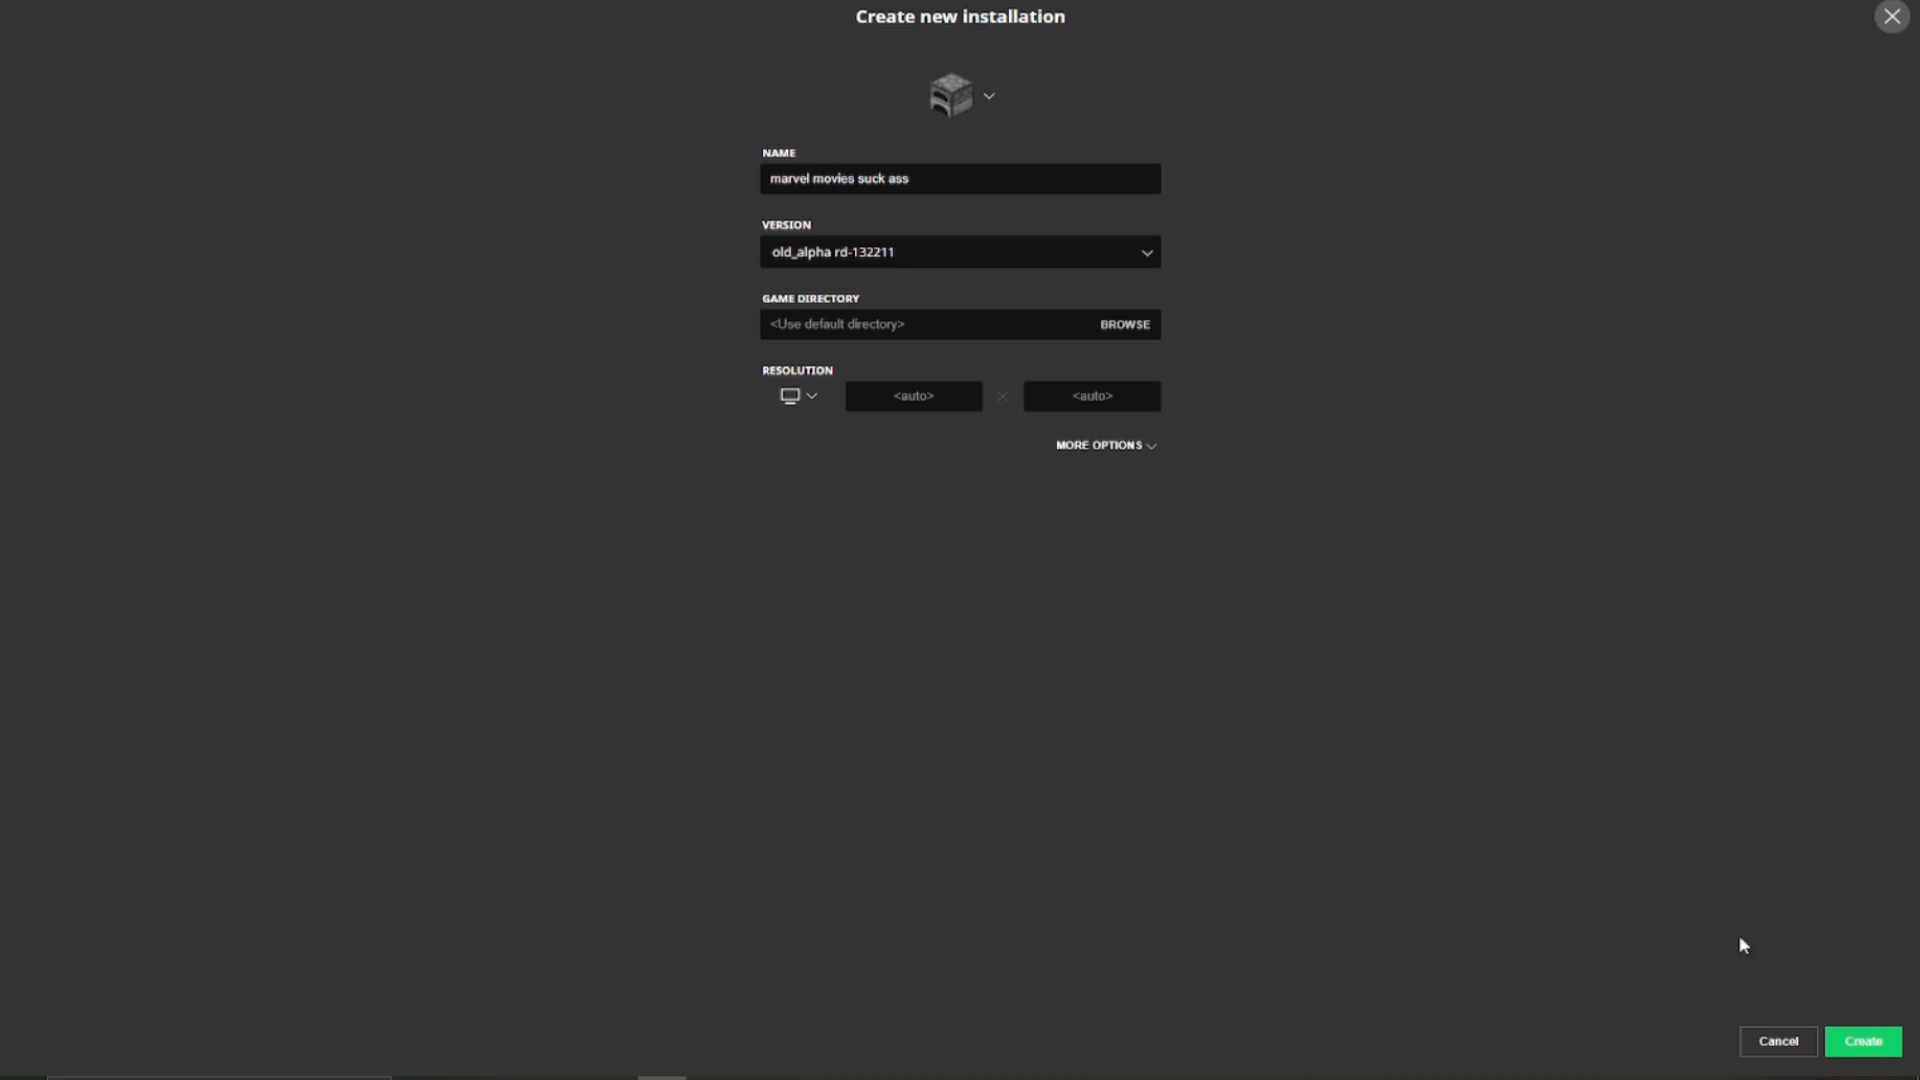 Create new installation
NAME
marvel movies suck ass
VERSION
old_alpha rd-132211
GAME DIRECTORY
<Use default directory> BROWSE
RESOLUTION
<auto> × <auto>
MORE OPTIONS
Cancel Create